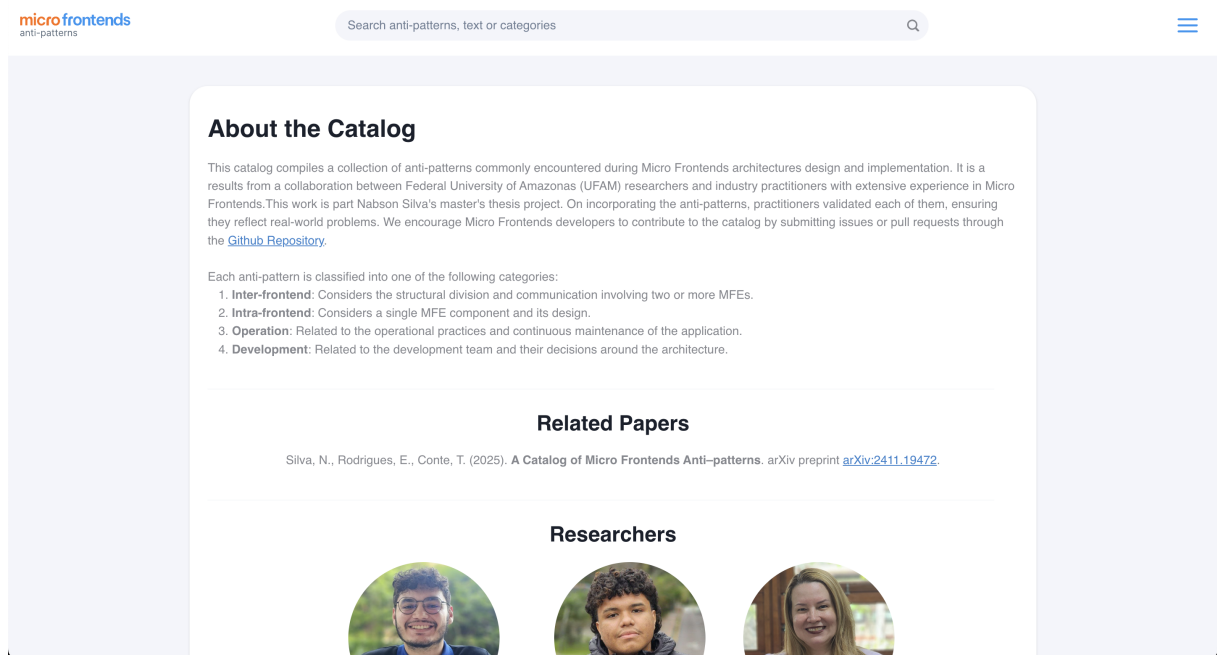 micro frontends
anti-patterns
Search anti-patterns, text or categories
About the Catalog
This catalog compiles a collection of anti-patterns commonly encountered during Micro Frontends architectures design and implementation. It is a
results from a collaboration between Federal University of Amazonas (UFAM) researchers and industry practitioners with extensive experience in Micro
Frontends.This work is part Nabson Silva's master's thesis project. On incorporating the anti-patterns, practitioners validated each of them, ensuring
they reflect real-world problems. We encourage Micro Frontends developers to contribute to the catalog by submitting issues or pull requests through
the Github Repository.
Each anti-pattern is classified into one of the following categories:
1. Inter-frontend: Considers the structural division and communication involving two or more MFEs.
2. Intra-frontend: Considers a single MFE component and its design.
3. Operation: Related to the operational practices and continuous maintenance of the application.
4. Development: Related to the development team and their decisions around the architecture.
Related Papers
Silva, N., Rodrigues, E., Conte, T. (2025). A Catalog of Micro Frontends Anti–patterns. arXiv preprint arXiv:2411.19472.
Researchers